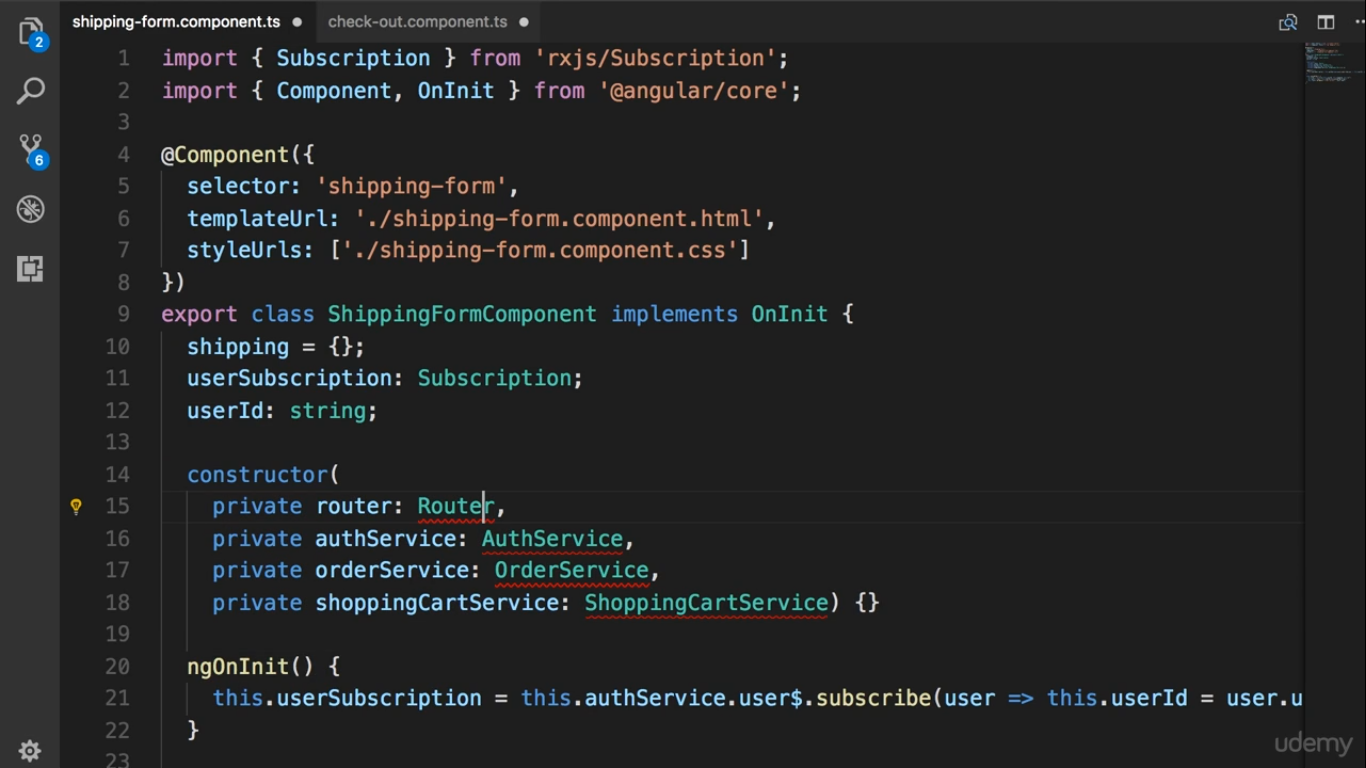 shipping-form.component.ts check-out.component.ts
1 import { Subscription } from 'rxjs/Subscription';
2 import { Component, OnInit } from '@angular/core';
3
4 @Component({
5 selector: 'shipping-form',
6 templateUrl: './shipping-form.component.html',
7 styleUrls: ['./shipping-form.component.css']
8 })
9 export class ShippingFormComponent implements OnInit {
10 shipping = {};
11 userSubscription: Subscription;
12 userId: string;
13
14 constructor(
15 private router: Router,
16 private authService: AuthService,
17 private orderService: OrderService,
18 private shoppingCartService: ShoppingCartService) {}
19
20 ngOnInit() {
21 this.userSubscription = this.authService.user$.subscribe(user => this.userId = user.u
22 }
23
2
6
udemy